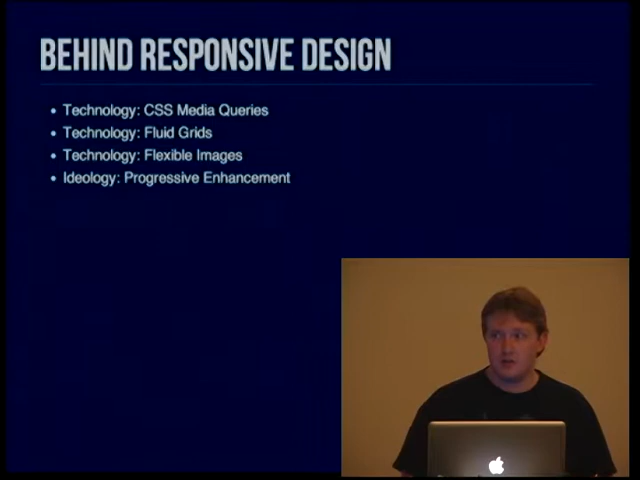 BEHIND RESPONSIVE DESIGN
• Technology: CSS Media Queries
• Technology: Fluid Grids
• Technology: Flexible Images
• Ideology: Progressive Enhancement